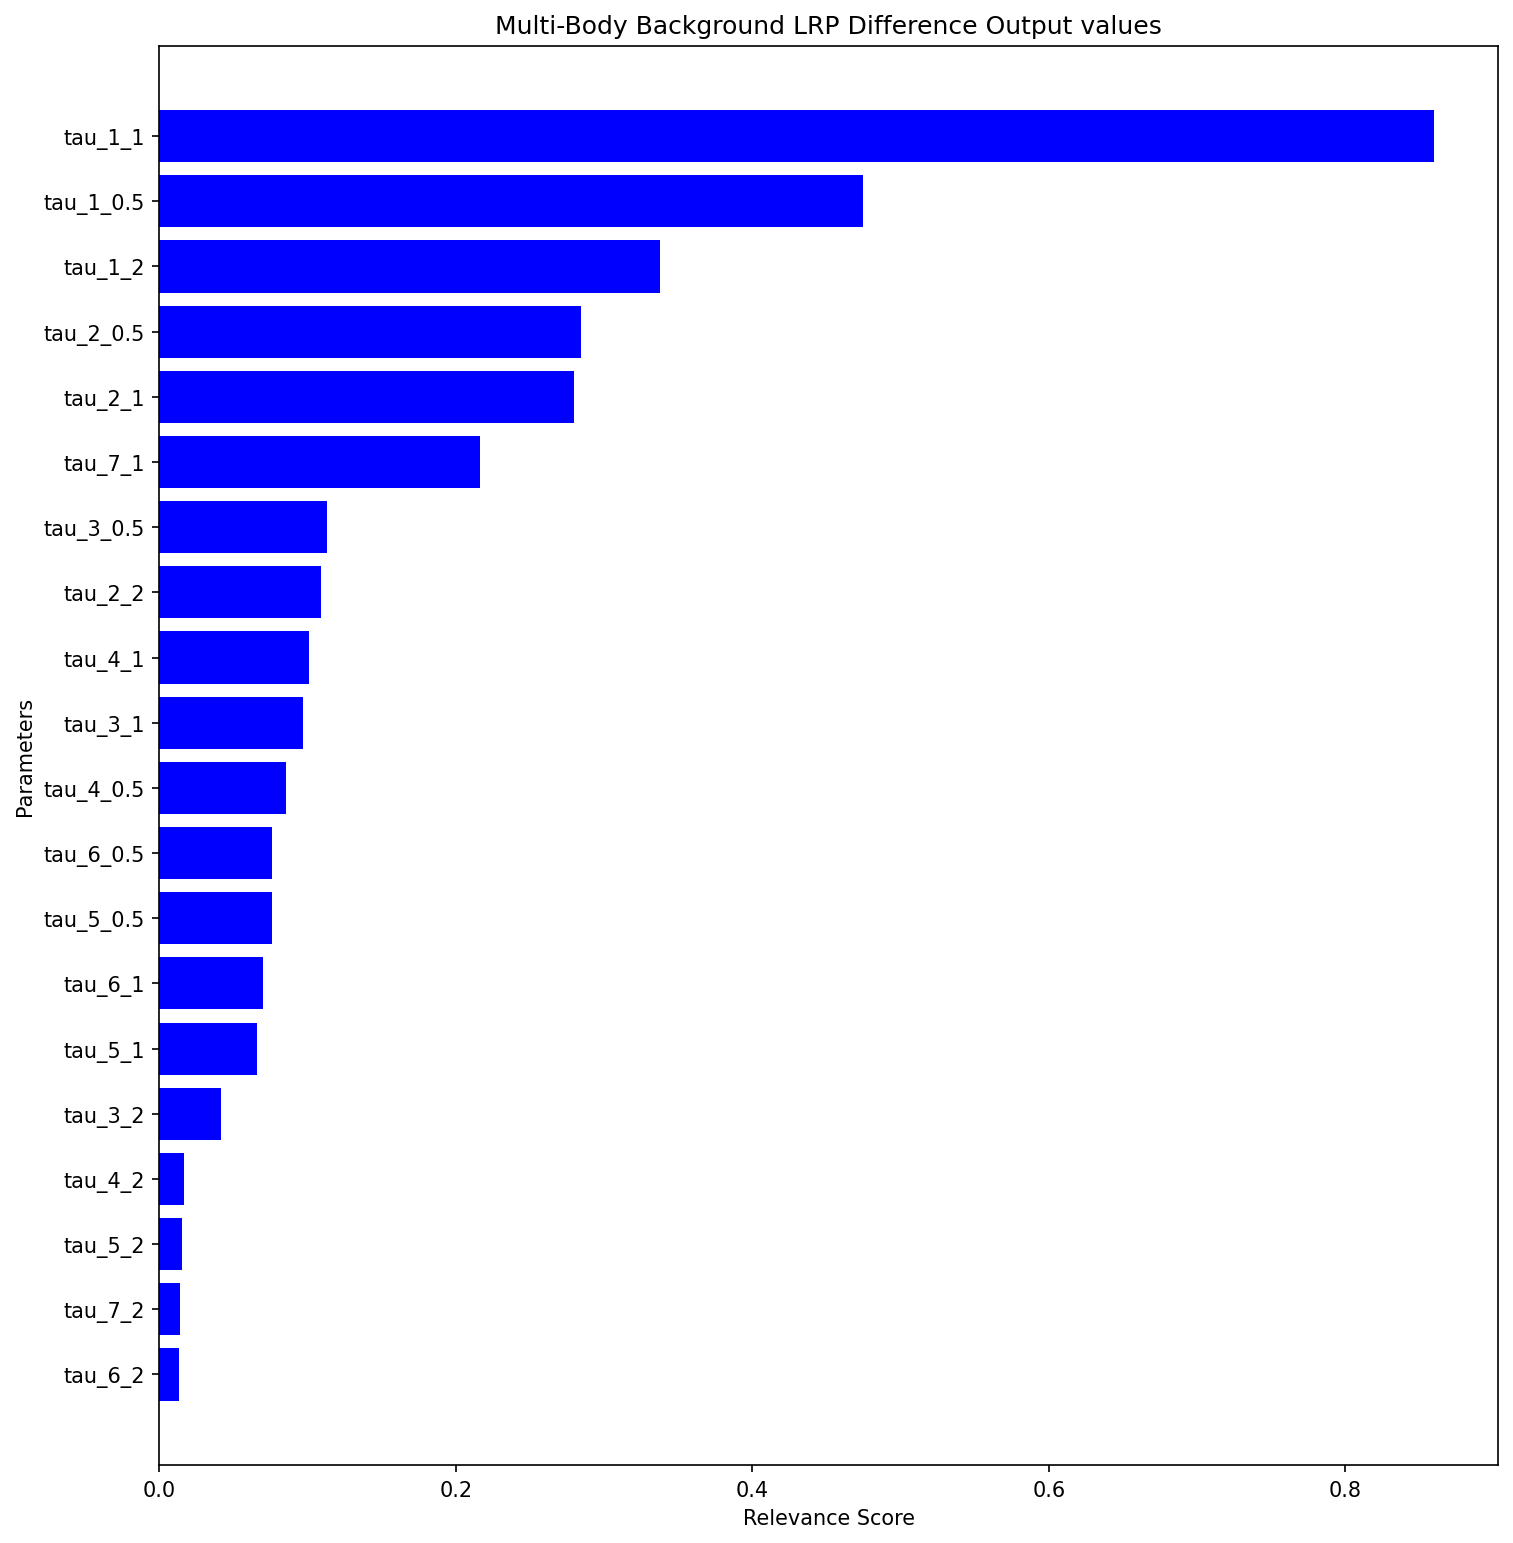 Multi-Body Background LRP Difference Output values
tau_1_1
tau_1_0.5
tau_1_2
tau_2_0.5
tau_2_1
tau_7_1
tau_3_0.5
tau_2_2
tau_4_1
tau_3_1
tau_4_0.5
tau_6_0.5
tau_5_0.5
tau_6_1
tau_5_1
tau_3_2
tau_4_2
tau_5_2
tau_7_2
tau_6_2
Parameters
0.0 0.2 0.4 0.6 0.8
Relevance Score